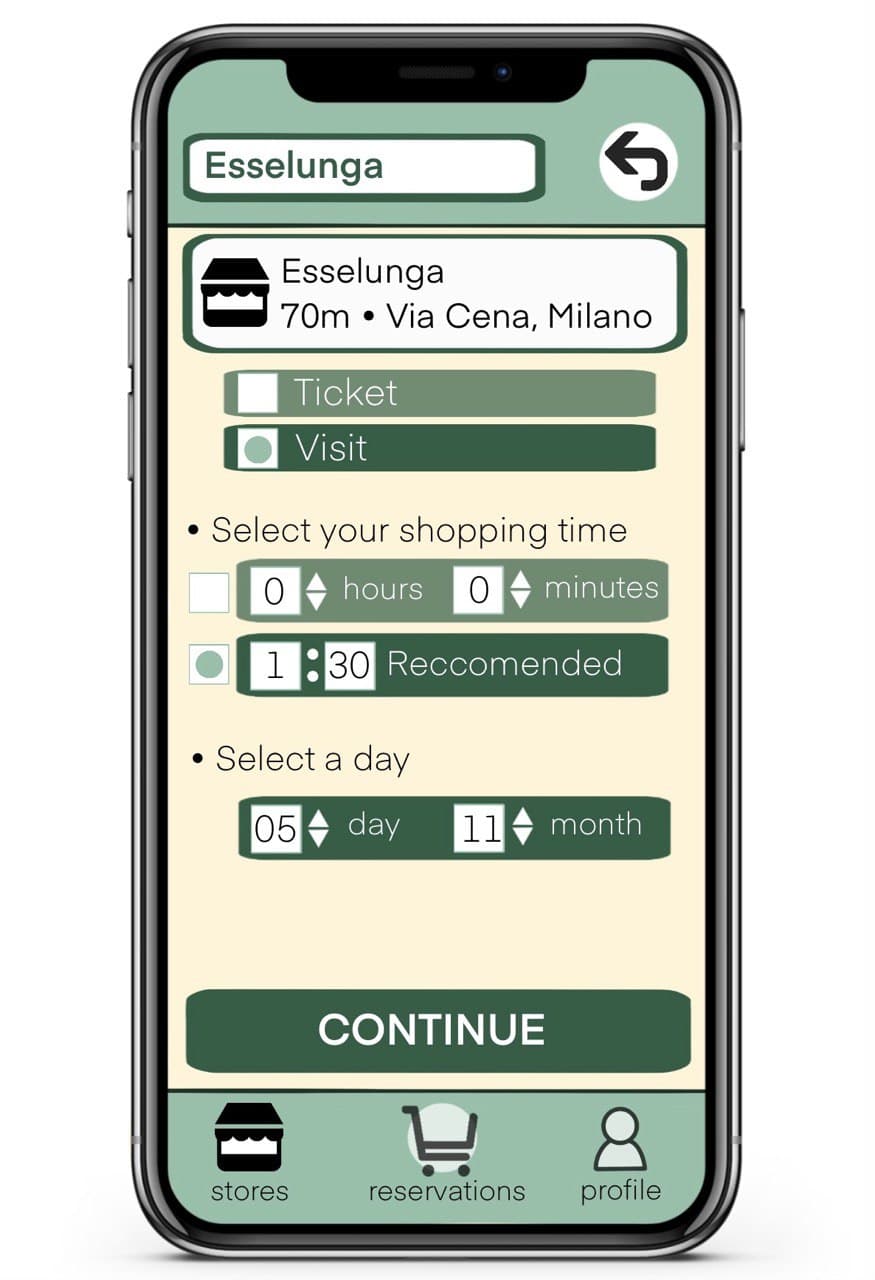 Esselunga
Esselunga
70m • Via Cena, Milano
Ticket
Visit
• Select your shopping time
0 hours 0 minutes
1:30 Reccomended
• Select a day
05 day 11 month
CONTINUE
stores reservations profile